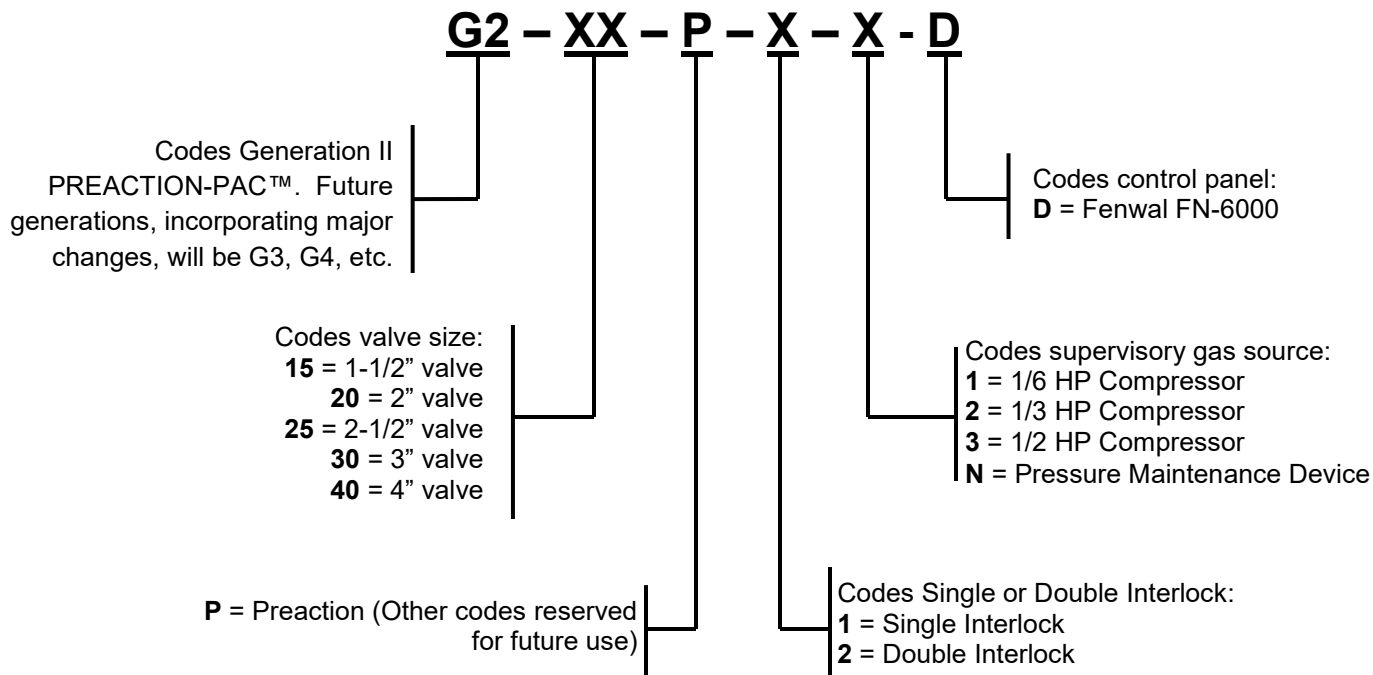 G2 – XX – P – X – X - D
Codes Generation II
PREACTION-PAC™. Future
generations, incorporating major
changes, will be G3, G4, etc.
Codes control panel:
D = Fenwal FN-6000
Codes valve size:
15 = 1-1/2” valve
20 = 2” valve
25 = 2-1/2” valve
30 = 3” valve
40 = 4” valve
Codes supervisory gas source:
1 = 1/6 HP Compressor
2 = 1/3 HP Compressor
3 = 1/2 HP Compressor
N = Pressure Maintenance Device
P = Preaction (Other codes reserved
for future use)
Codes Single or Double Interlock:
1 = Single Interlock
2 = Double Interlock